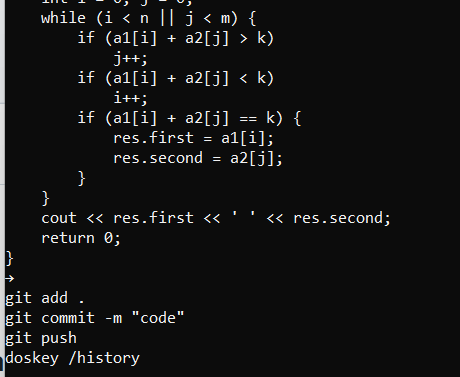 int i = 0, j = 0;
    while (i < n || j < m) {
        if (a1[i] + a2[j] > k)
            j++;
        if (a1[i] + a2[j] < k)
            i++;
        if (a1[i] + a2[j] == k) {
            res.first = a1[i];
            res.second = a2[j];
        }
    }
    cout << res.first << ' ' << res.second;
    return 0;
}
→
git add .
git commit -m "code"
git push
doskey /history